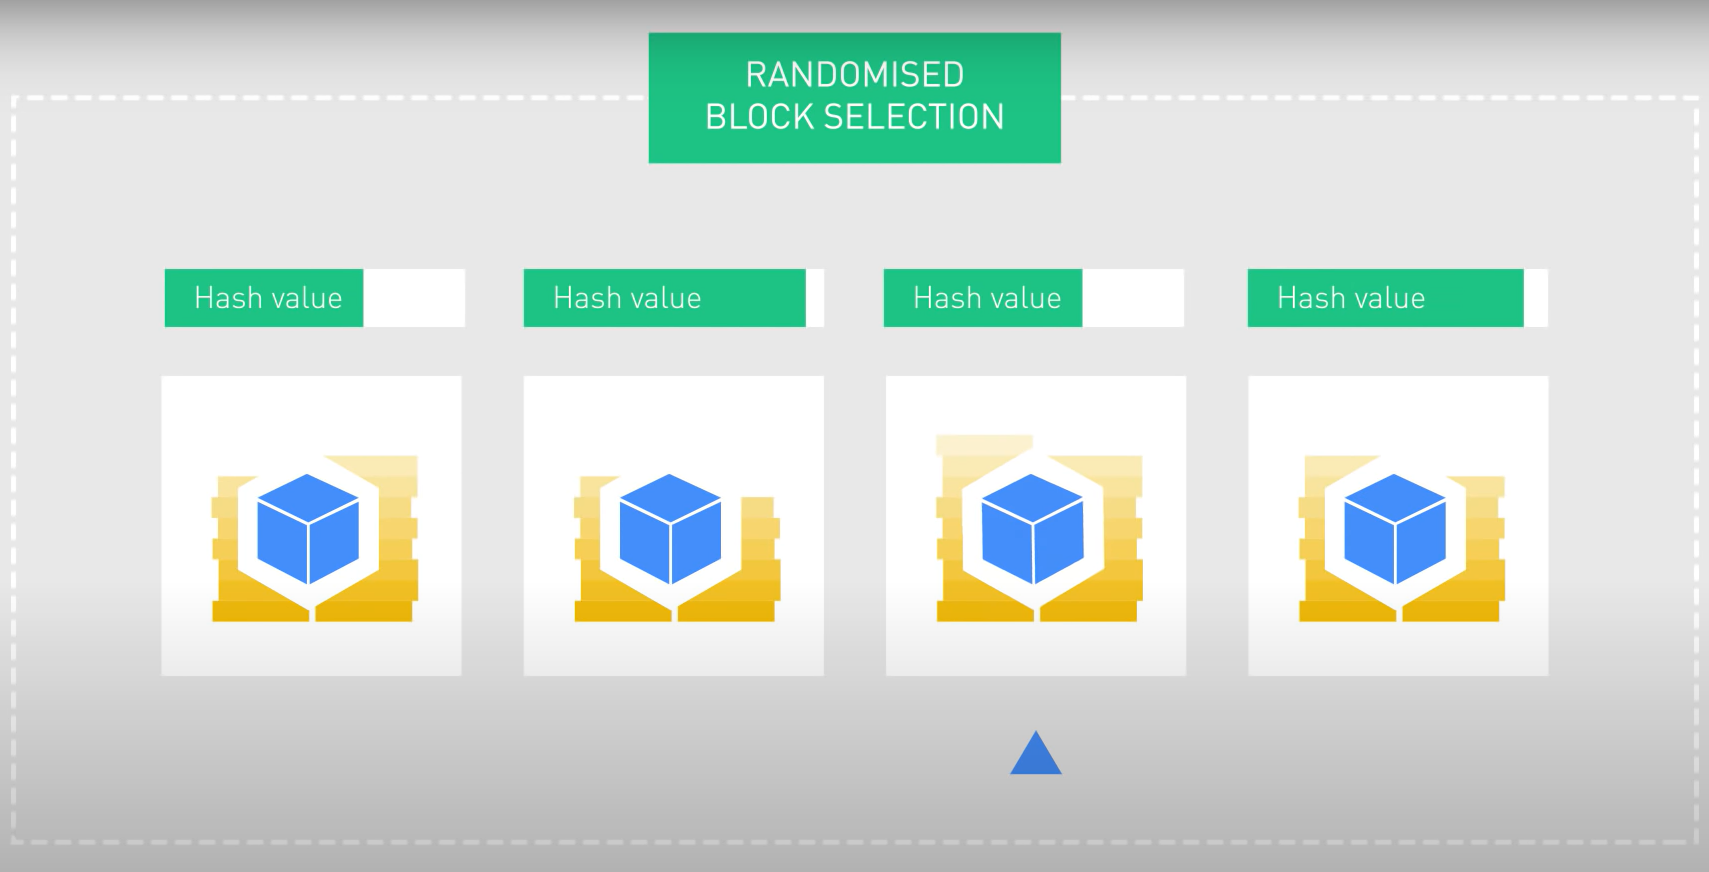 RANDOMISED
BLOCK SELECTION
Hash value
Hash value
Hash value
Hash value